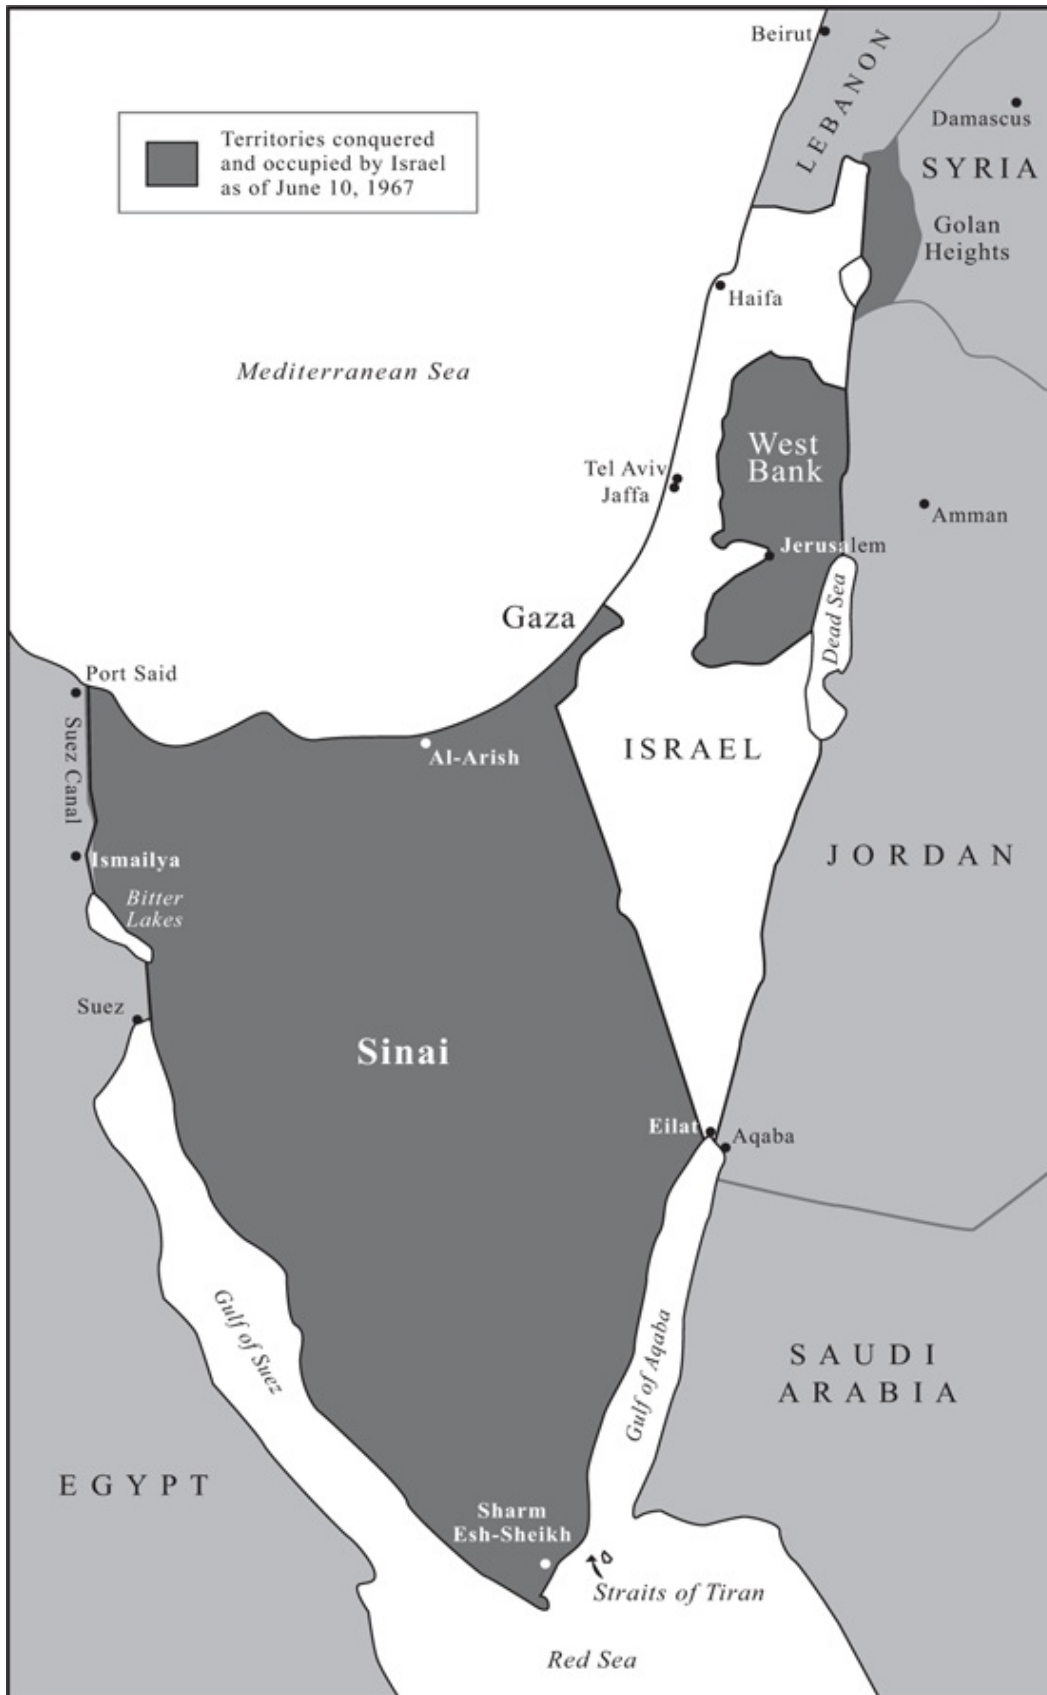 Beirut
LEBANON
Damascus
Territories conquered
and occupied by Israel
as of June 10, 1967
SYRIA
Golan
Heights
Haifa
Mediterranean Sea
West
Bank
Tel Aviv
Jaffa
Amman
Jerusalem
Dead Sea
Gaza
Port Said
Suez Canal
ISRAEL
Al-Arish
JORDAN
Ismailya
Bitter
Lakes
Suez
Sinai
Eilat
Aqaba
Gulf of Suez
Gulf of Aqaba
SAUDI
ARABIA
EGYPT
Sharm
Esh-Sheikh
Straits of Tiran
Red Sea